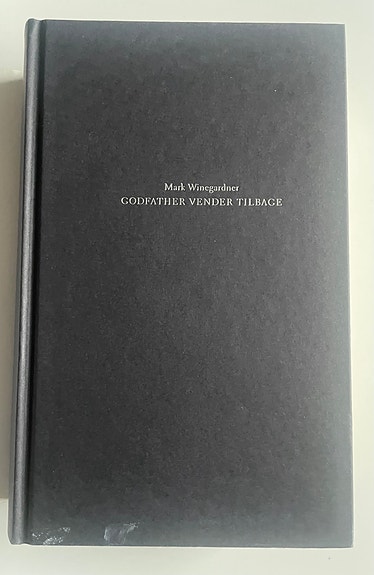 Mark Winegardner
GODFATHER VENDER TILBAGE